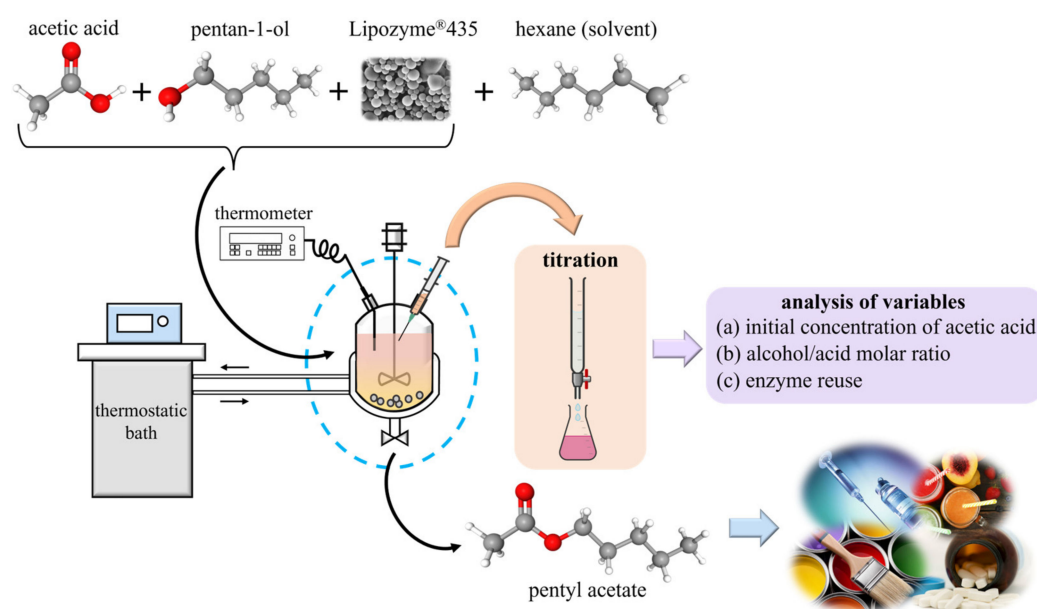 acetic acid
pentan-1-ol
Lipozyme®435
hexane (solvent)
+
+
+
thermometer
titration
analysis of variables
(a) initial concentration of acetic acid
(b) alcohol/acid molar ratio
(c) enzyme reuse
thermostatic
bath
pentyl acetate